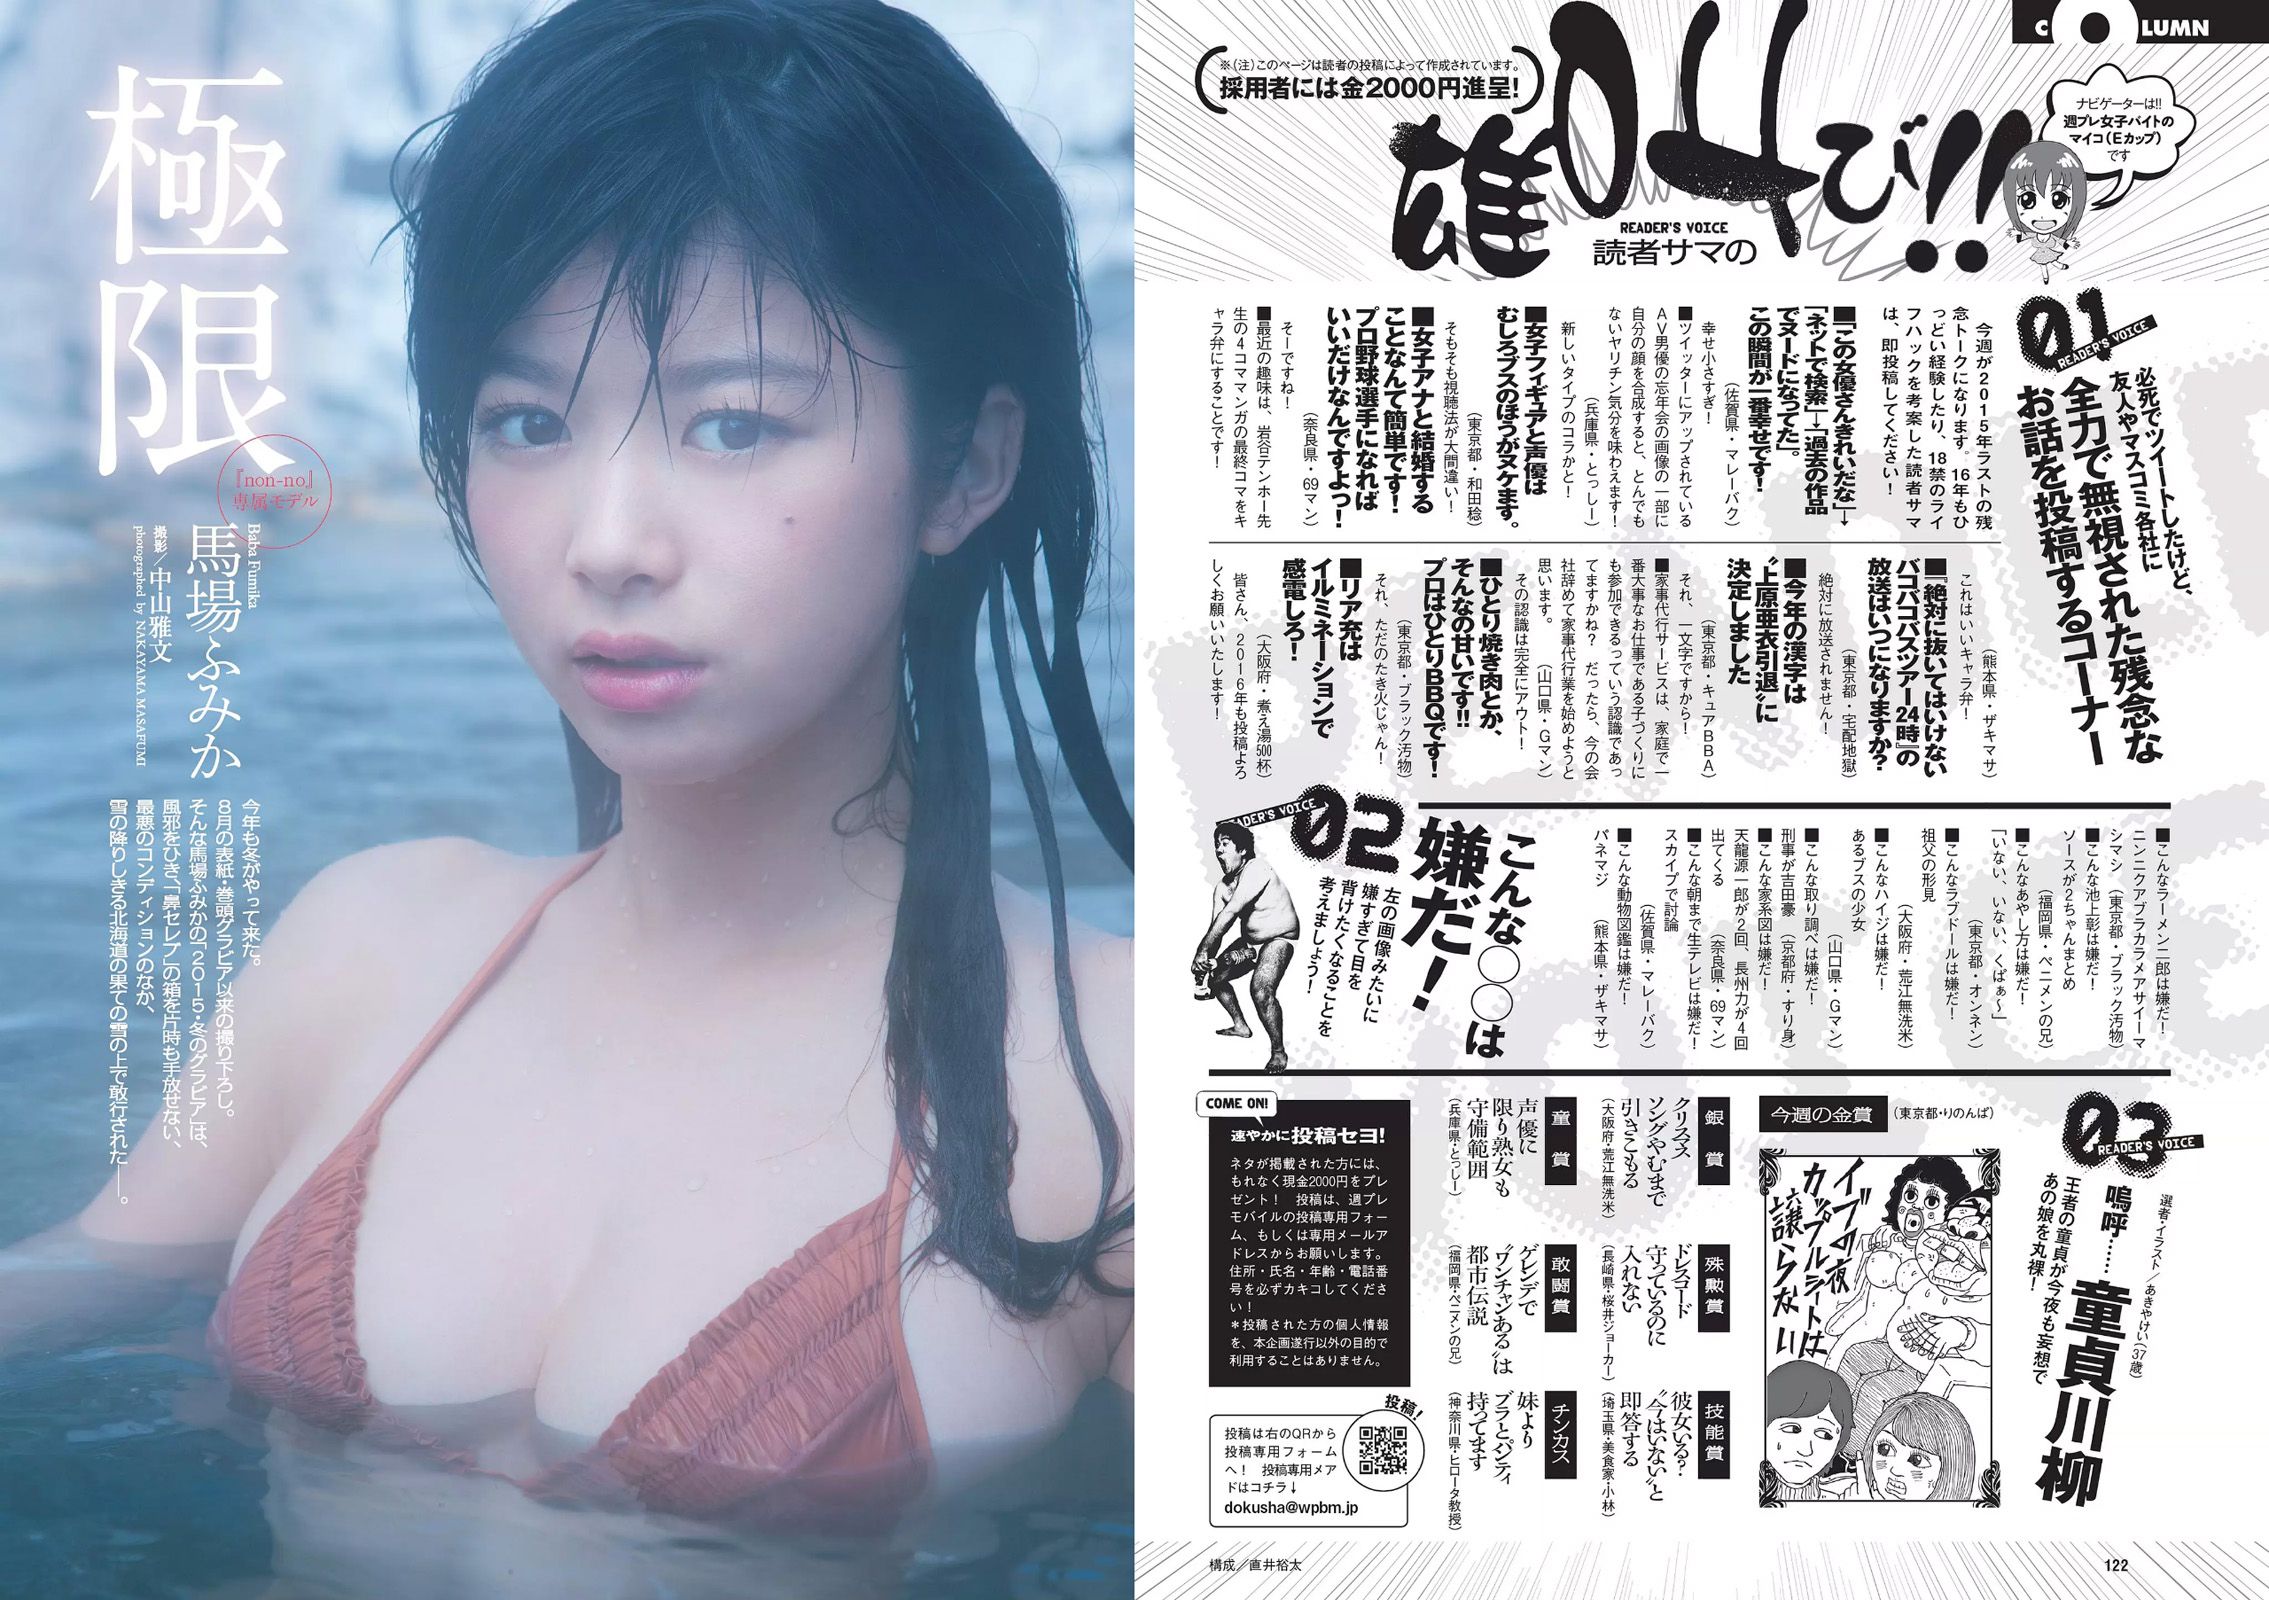 極限
『non-no』
専属モデル
Baba Fumika
馬場ふみか
撮影／中山雅文
photographed by NAKAYAMA MASAFUMI
今年も冬がやって来た。
8月の表紙・巻頭グラビア以来の撮り下ろし。
そんな馬場ふみかの「2015・冬のグラビア」は、
風邪をひき、「鼻セレブ」の箱を片時も手放せない、
最悪のコンディションのなか、
雪の降りしきる北海道の果ての雪の上で敢行された——。
COLUMN
※（注）このページは読者の投稿によって作成されています。
採用者には金2000円進呈！
READER'S VOICE
読者サマの
雄叫び!!
ナビゲーターは!!
週プレ女子バイトの
マイコ（Eカップ）
です
01
READER'S VOICE
必死でツイートしたけど、
友人やマスコミ各社に
全力で無視された残念な
お話を投稿するコーナー
今週が2015年ラストの残
念トークになります。16年もひ
っどい経験したり、18禁のライ
フハックを考案した読者サマ
は、即投稿してください！
■「この女優さんきれいだな」→
「ネットで検索」→「過去の作品
でヌードになってた」。
この瞬間が一番幸せです！
（佐賀県・マレーバク）
幸せ小さすぎ！
■ツイッターにアップされている
AV男優の忘年会の画像の一部に
自分の顔を合成すると、とんでも
ないヤリチン気分を味わえます！
（兵庫県・とっしー）
新しいタイプのコラかと！
■女子フィギュアと声優は
むしろブスのほうがヌケます。
（東京都・和田稔）
そもそも視聴法が大間違い！
■女子アナと結婚する
ことなんて簡単です！
プロ野球選手になれば
いいだけなんですよっ！
（奈良県・69マン）
そーですね！
■最近の趣味は、岩谷テンホー先
生の4コママンガの最終コマをキ
ャラ弁にすることです！
（熊本県・ザキマサ）
これはいいキャラ弁！
■『絶対に抜いてはいけない
バコバコバスツアー24時』の
放送はいつになりますか？
（東京都・宅配地獄）
絶対に放送されません！
■今年の漢字は
“上原亜衣引退”に
決定しました
（東京都・キュアBBA）
それ、一文字ですから！
■家事代行サービスは、家庭で一
番大事なお仕事である子づくりに
も参加できるっていう認識であっ
てますかね？　だったら、今の会
社辞めて家事代行業を始めようと
思います。　（山口県・Gマン）
その認識は完全にアウト！
■ひとり焼き肉とか、
そんなの甘いです!!
プロはひとりBBQです！
（東京都・ブラック汚物）
それ、ただのたき火じゃん！
■リア充は
イルミネーションで
感電しろ！
（大阪府・煮え湯500杯）
皆さん、2016年も投稿よろ
しくお願いいたします！
READER'S VOICE
02
こんな○○は
嫌だ！
左の画像みたいに
嫌すぎて目を
背けたくなることを
考えましょう！
■こんなラーメン二郎は嫌だ！
ニンニクアブラカラメアサイーマ
シマシ　（東京都・ブラック汚物）
■こんな池上彰は嫌だ！
ソースが2ちゃんまとめ
（福岡県・ペニメンの兄）
■こんなあやし方は嫌だ！
「いない、いない、くぱぁ〜」
（東京都・オンネン）
■こんなラブドールは嫌だ！
祖父の形見
（大阪府・荒江無洗米）
■こんなハイジは嫌だ！
あるブスの少女
（山口県・Gマン）
■こんな取り調べは嫌だ！
刑事が吉田豪　（京都府・すり身）
■こんな家系図は嫌だ！
天龍源一郎が2回、長州力が4回
出てくる　（奈良県・69マン）
■こんな朝まで生テレビは嫌だ！
スカイプで討論
（佐賀県・マレーバク）
■こんな動物図鑑は嫌だ！
バネマジ　（熊本県・ザキマサ）
03
READER'S VOICE
選者・イラスト／あきやけい（37歳）
嗚呼……童貞川柳
王者の童貞が今夜も妄想で
あの娘を丸裸！
今週の金賞
（東京都・りのんぱ）
イブの夜
カップルシートは
譲らない
銀賞
クリスマス
ソングやむまで
引きこもる
（大阪府・荒江無洗米）
殊勲賞
ドレスコード
守っているのに
入れない
（長崎県・桜井ジョーカー）
技能賞
彼女いる？
“今はいない”と
即答する
（埼玉県・美食家・小林）
童賞
声優に
限り熟女も
守備範囲
（兵庫県・とっしー）
敢闘賞
ゲレンデで
“ワンチャンある”は
都市伝説
（福岡県・ペニメンの兄）
チンカス
妹より
ブラとパンティ
持ってます
（神奈川県・ヒロータ教授）
COME ON!
速やかに投稿セヨ！
ネタが掲載された方には、
もれなく現金2000円をプレ
ゼント！　投稿は、週プレ
モバイルの投稿専用フォー
ム、もしくは専用メールア
ドレスからお願いします。
住所・氏名・年齢・電話番
号を必ずカキコしてくださ
い！
＊投稿された方の個人情報
を、本企画遂行以外の目的で
利用することはありません。
投稿！
投稿は右のQRから
投稿専用フォーム
へ！　投稿専用メア
ドはコチラ↓
dokusha@wpbm.jp
構成／直井裕太
122